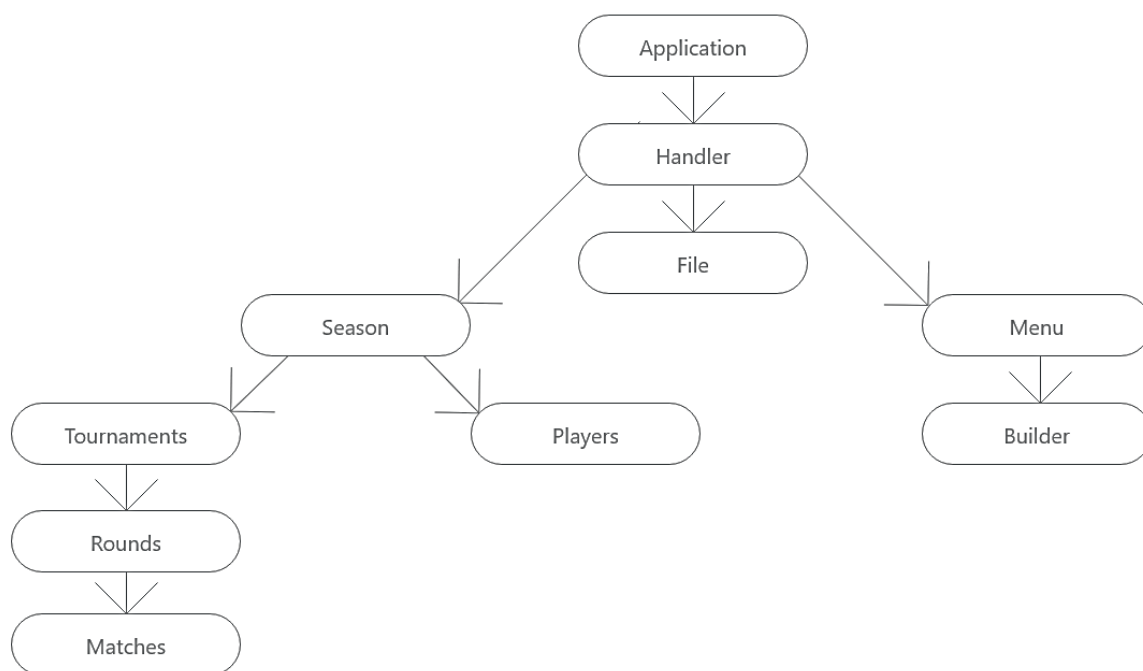 Application
Handler
File
Season
Menu
Tournaments
Players
Builder
Rounds
Matches